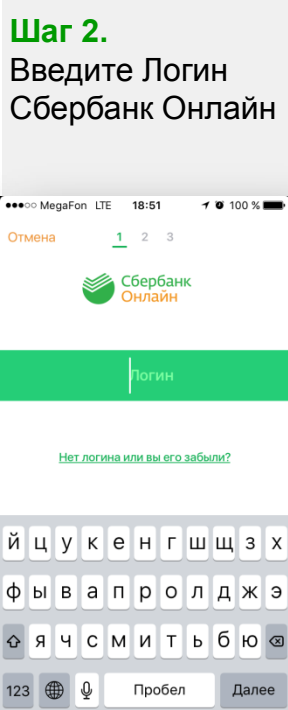 Шаг 2.
Введите Логин
Сбербанк Онлайн
MegaFon LTE 18:51 100 %
Отмена 1 2 3
Сбербанк
Онлайн
Логин
Нет логина или вы его забыли?
й ц у к е н г ш щ з х
ф ы в а п р о л д ж э
я ч с м и т ь б ю
123 Пробел Далее